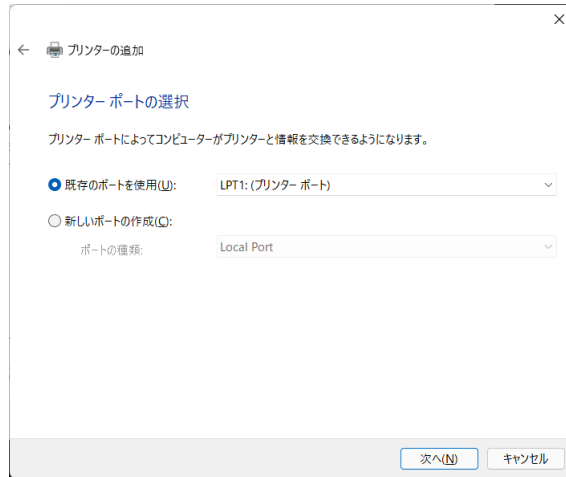 プリンターの追加
プリンター ポートの選択
プリンター ポートによってコンピューターがプリンターと情報を交換できるようになります。
既存のポートを使用(U): LPT1: (プリンター ポート)
新しいポートの作成(C):
ポートの種類: Local Port
次へ(N) キャンセル